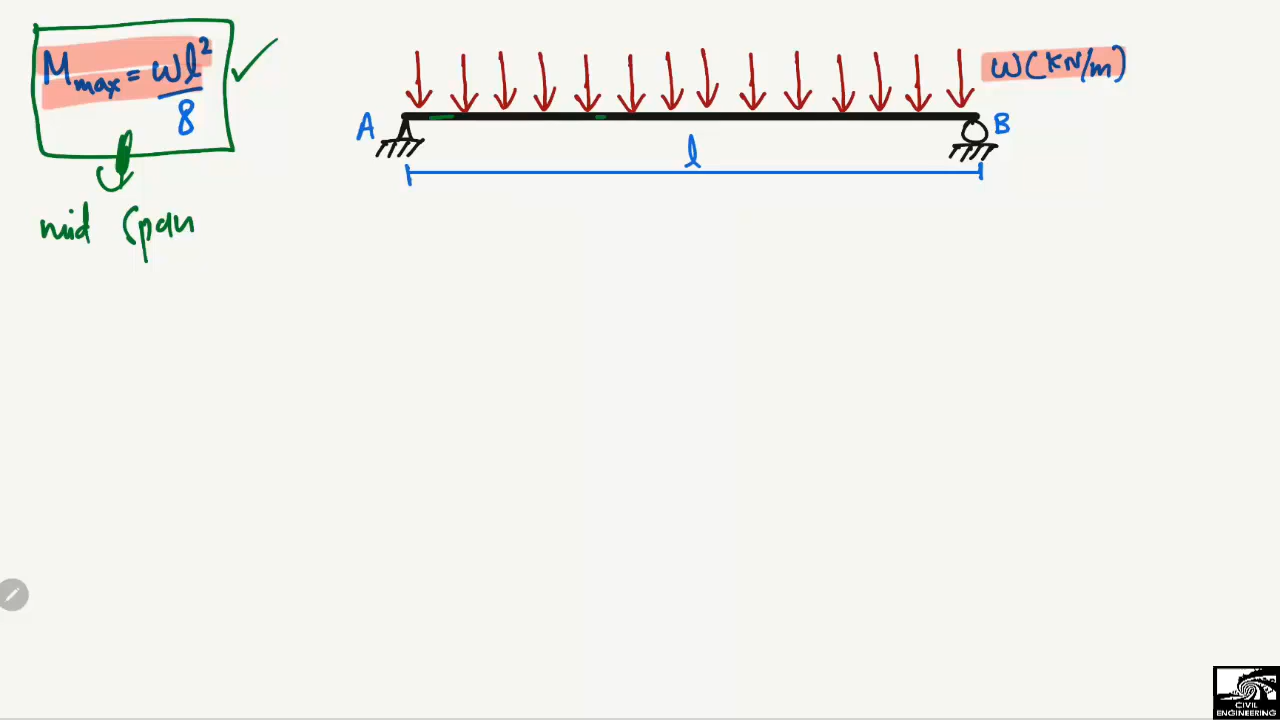 Mmax = wl²
8
mid span
w(kN/m)
A
B
l
CIVIL
ENGINEERING